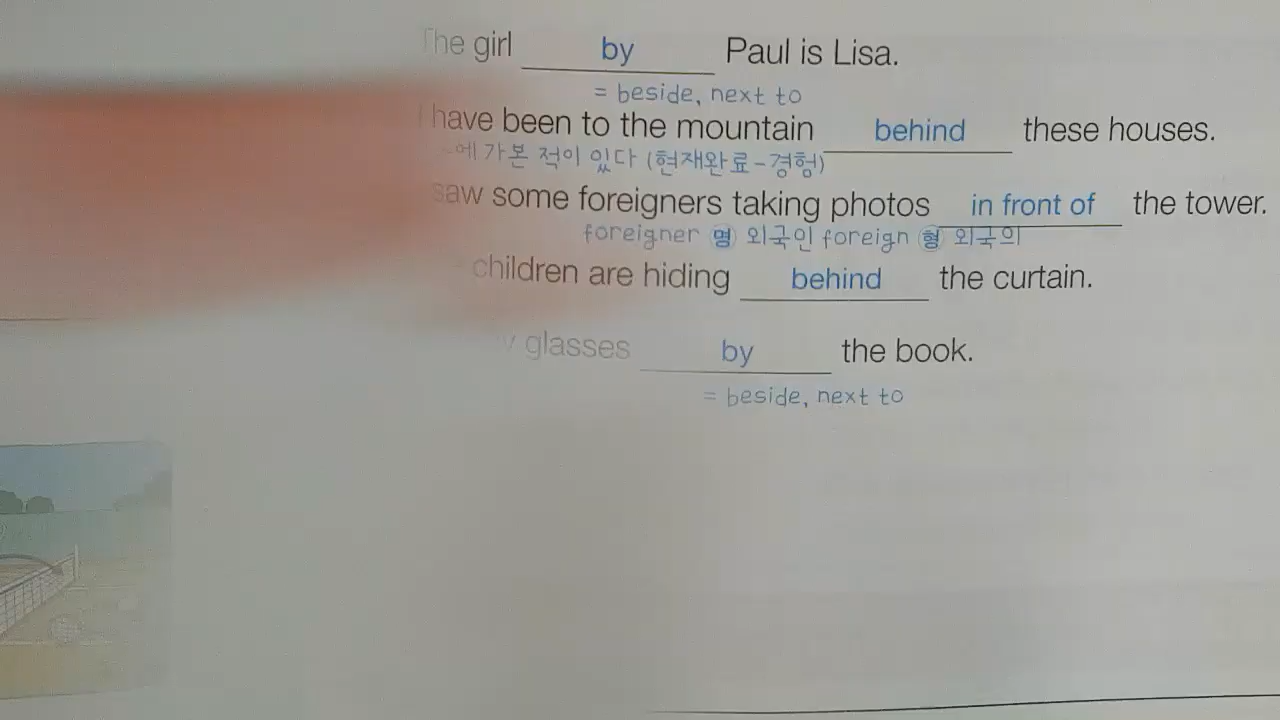 The girl by Paul is Lisa.
= beside, next to
I have been to the mountain behind these houses.
~에 가본 적이 있다 (현재완료-경험)
saw some foreigners taking photos in front of the tower.
foreigner 명 외국인 foreign 형 외국의
children are hiding behind the curtain.
glasses by the book.
= beside, next to